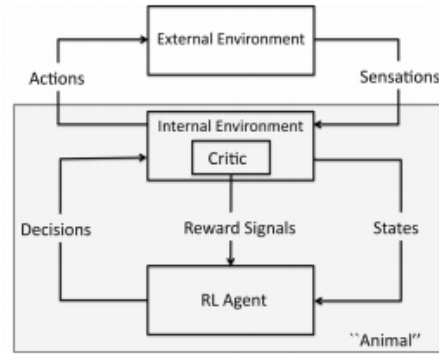 External Environment
Actions
Sensations
Internal Environment
Critic
Decisions
Reward Signals
States
RL Agent
``Animal''